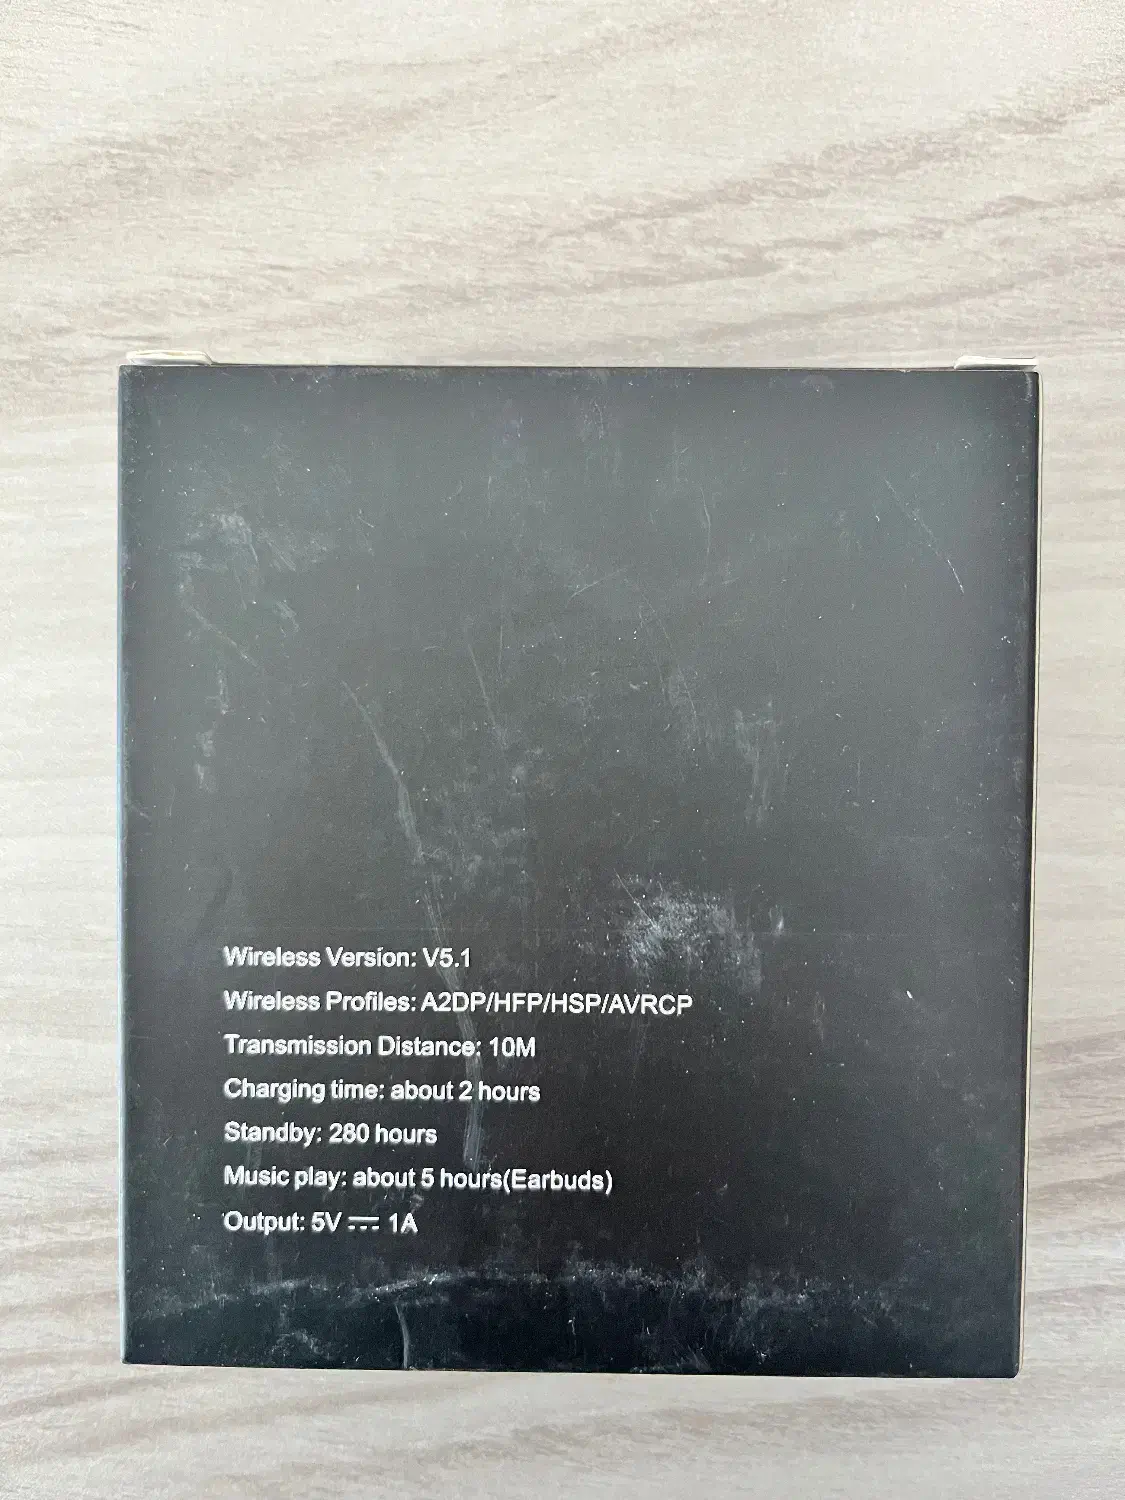 Wireless Version: V5.1
Wireless Profiles: A2DP/HFP/HSP/AVRCP
Transmission Distance: 10M
Charging time: about 2 hours
Standby: 280 hours
Music play: about 5 hours(Earbuds)
Output: 5V ⎓ 1A